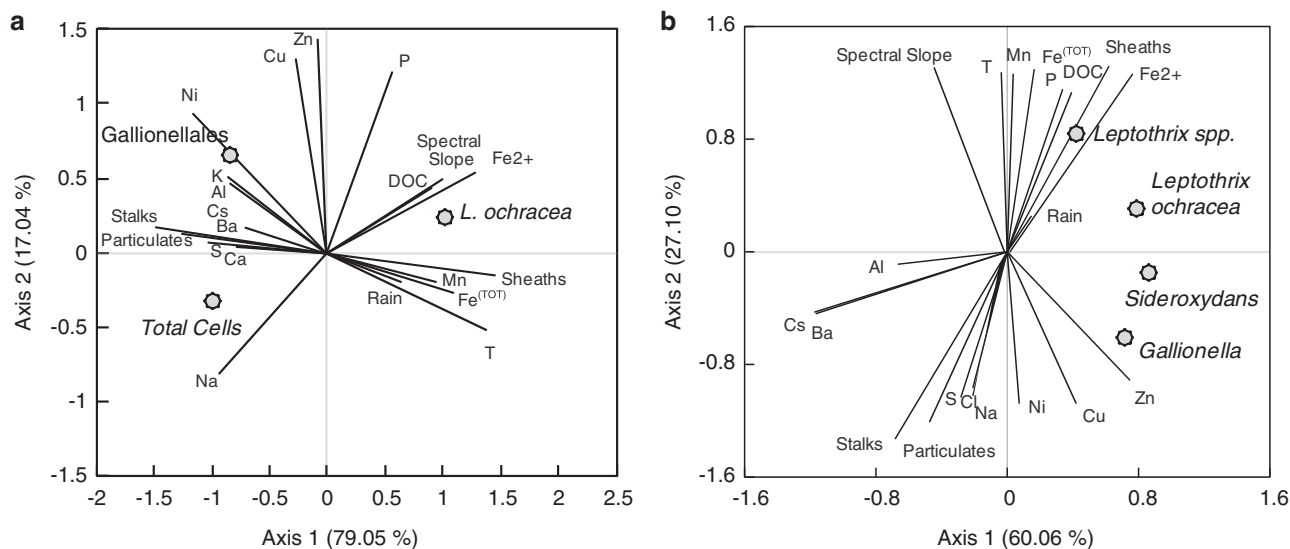 a
1.5
1
0.5
0
-0.5
-1
-1.5
Axis 2 (17.04 %)
Zn
Cu
P
Ni
Gallionellales
Spectral
Slope
Fe2+
DOC
K
Al
L. ochracea
Stalks
Cs
Ba
Particulates
S
Ca
Mn
Sheaths
Rain
Fe(TOT)
Total Cells
T
Na
-2
-1.5
-1
-0.5
0
0.5
1
1.5
2
2.5
Axis 1 (79.05 %)
b
1.6
0.8
0
-0.8
-1.6
Axis 2 (27.10 %)
Spectral Slope
T
Mn
Fe(TOT)
Sheaths
P
DOC
Fe2+
Leptothrix spp.
Leptothrix
ochracea
Rain
Al
Sideroxydans
Cs
Ba
Gallionella
Zn
S
Cl
Na
Ni
Cu
Stalks
Particulates
-1.6
-0.8
0
0.8
1.6
Axis 1 (60.06 %)